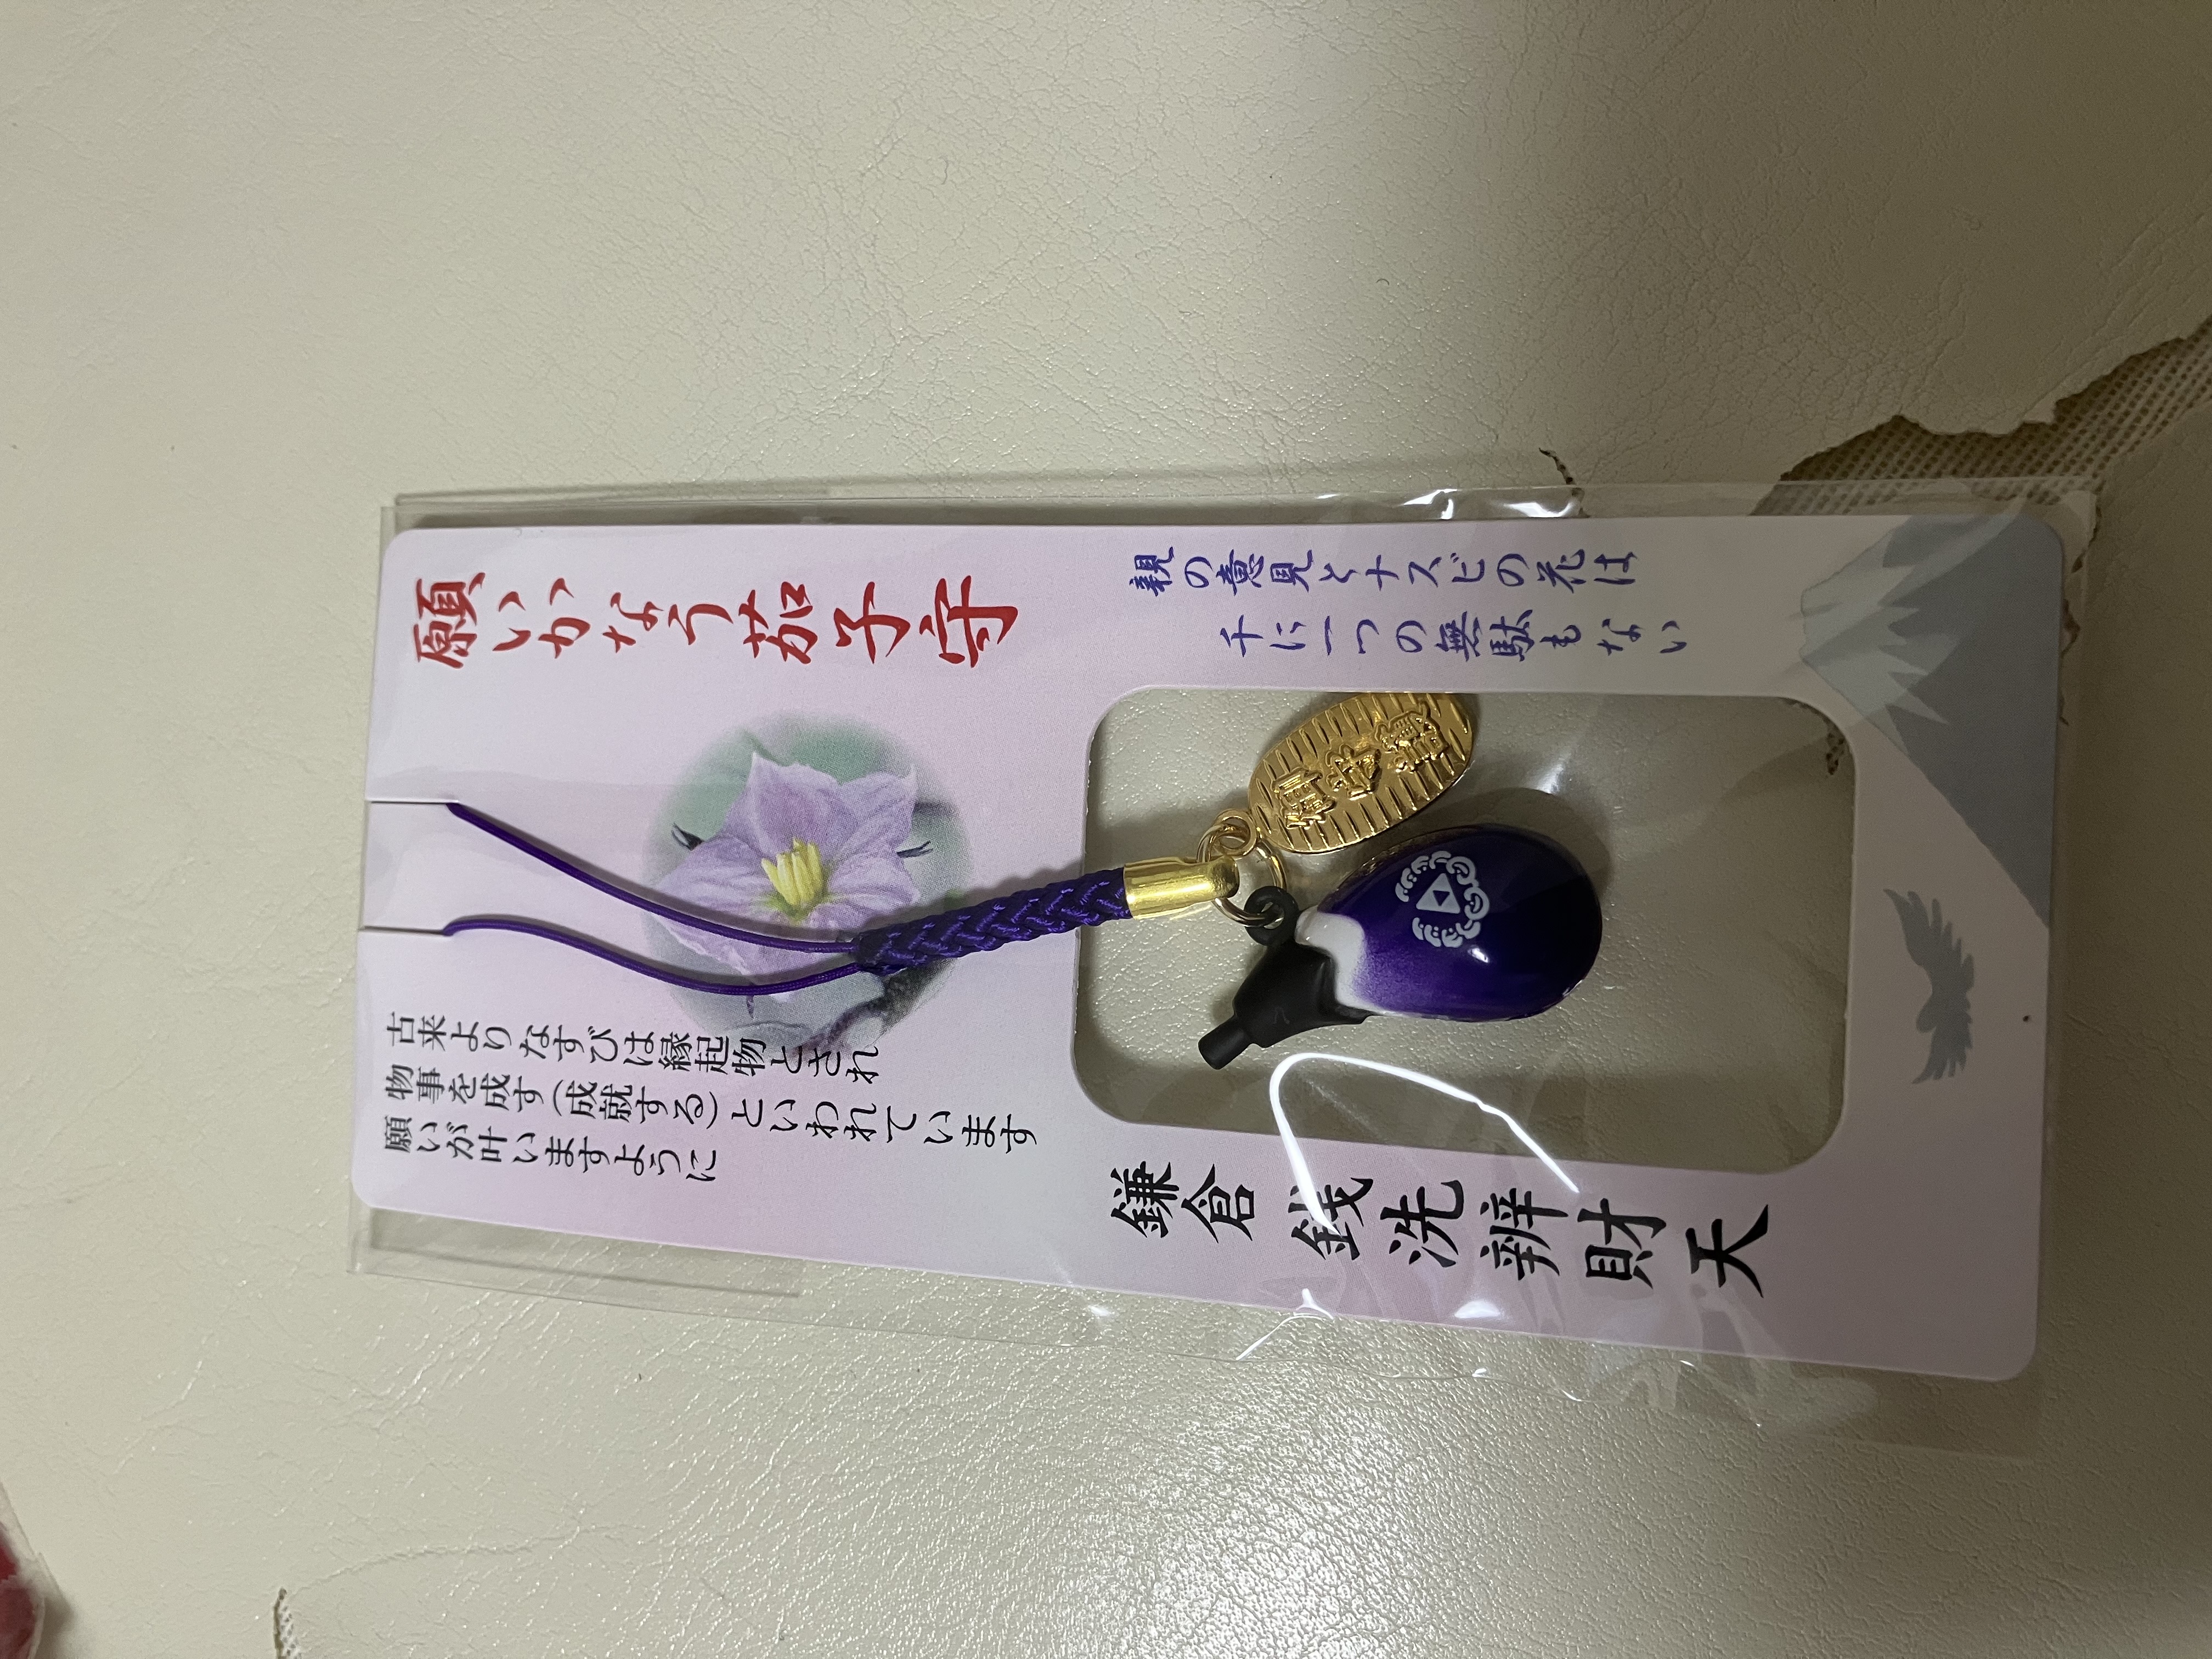 願いかなう茄子守
親の意見とナスビの花は
千に一つの無駄もない
古来よりなすびは縁起物とされ
物事を成す(成就する)といわれています
願いが叶いますように
鎌倉 銭洗辨財天